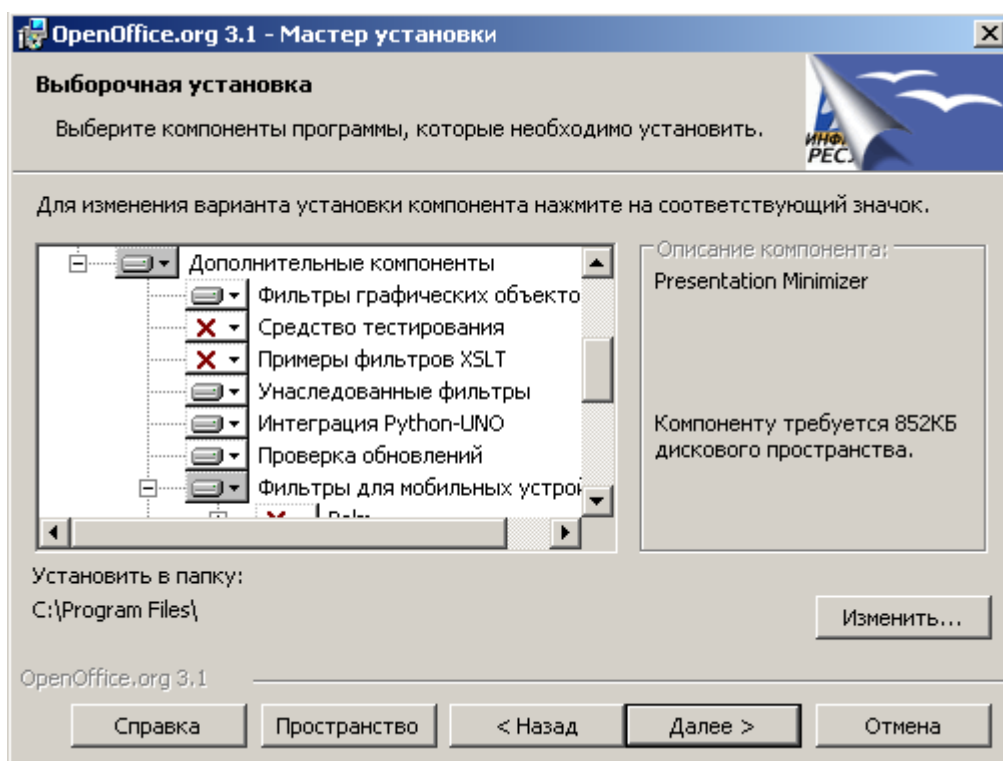 OpenOffice.org 3.1 - Мастер установки
Выборочная установка
Выберите компоненты программы, которые необходимо установить.
Для изменения варианта установки компонента нажмите на соответствующий значок.
Дополнительные компоненты
Фильтры графических объекто
Средство тестирования
Примеры фильтров XSLT
Унаследованные фильтры
Интеграция Python-UNO
Проверка обновлений
Фильтры для мобильных устрой
Описание компонента:
Presentation Minimizer
Компоненту требуется 852КБ
дискового пространства.
Установить в папку:
C:\Program Files\
Изменить...
OpenOffice.org 3.1
Справка
Пространство
< Назад
Далее >
Отмена